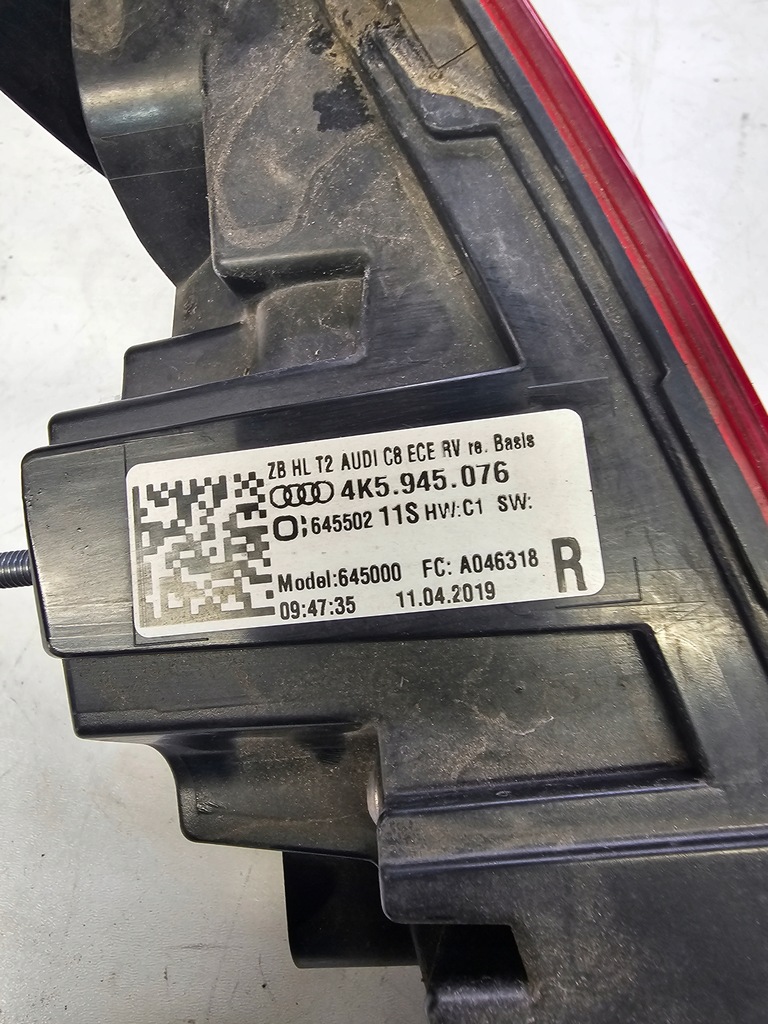 ZB HL T2 AUDI C8 ECE RV re. Basis
4K5.945.076
O; 645502 11S HW:C1 SW:
Model:645000 FC: A046318
09:47:35 11.04.2019
R